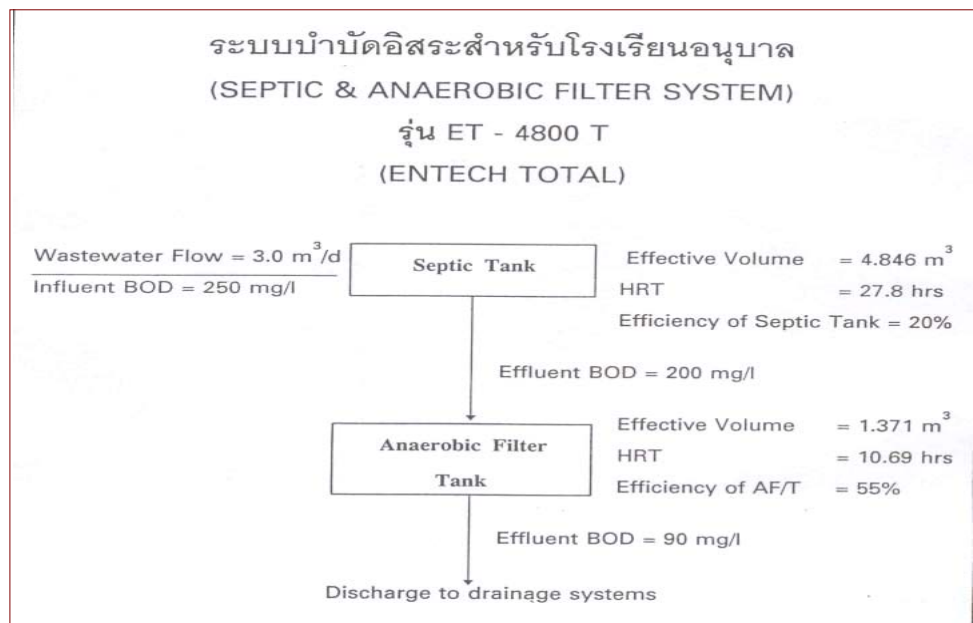 ระบบบำบัดอิสระสำหรับโรงเรียนอนุบาล
(SEPTIC & ANAEROBIC FILTER SYSTEM)
รุ่น ET - 4800 T
(ENTECH TOTAL)
Wastewater Flow = 3.0 m³/d
Influent BOD = 250 mg/l
Septic Tank
Effective Volume = 4.846 m³
HRT = 27.8 hrs
Efficiency of Septic Tank = 20%
Effluent BOD = 200 mg/l
Anaerobic Filter
Tank
Effective Volume = 1.371 m³
HRT = 10.69 hrs
Efficiency of AF/T = 55%
Effluent BOD = 90 mg/l
Discharge to drainage systems